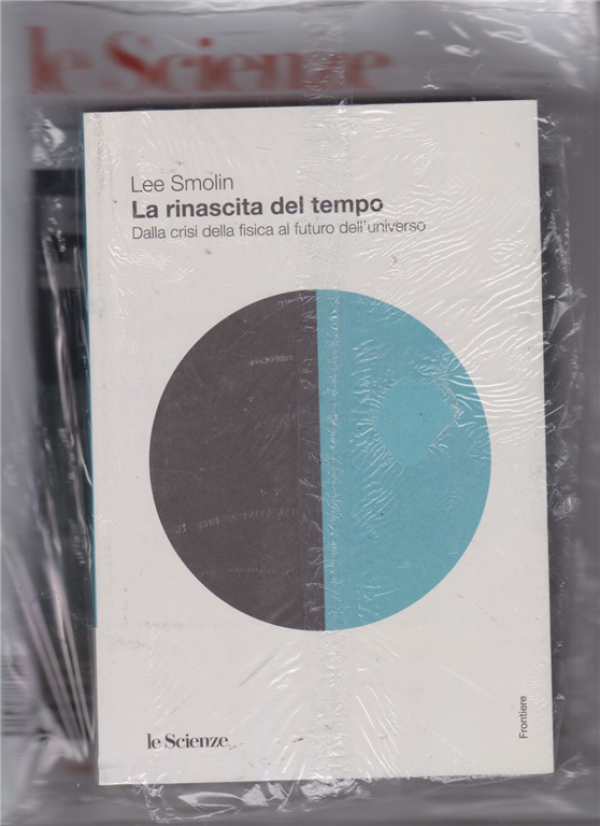 le Scienze
Lee Smolin
La rinascita del tempo
Dalla crisi della fisica al futuro dell'universo
le Scienze
Frontiere